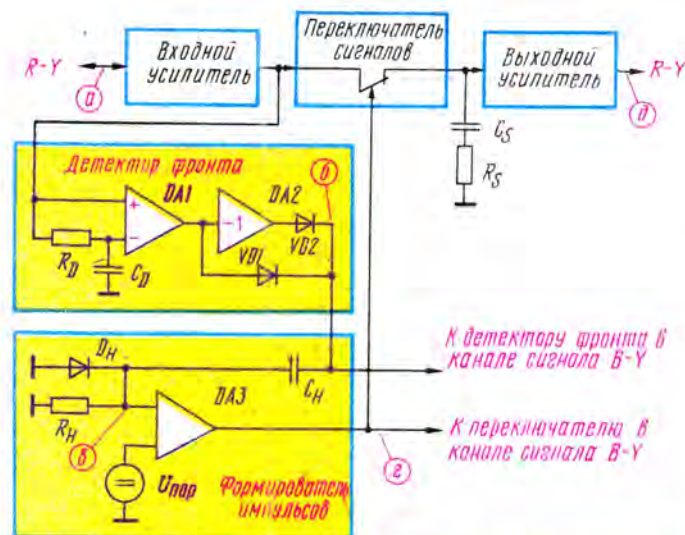 R-Y
а
Входной
усилитель
Переключатель
сигналов
Выходной
усилитель
R-Y
д
Детектир фронта
б
DA1
DA2
+
-
-1
VD2
VD1
R_D
C_D
C_S
R_S
К детектору фронта в
канале сигнала B-Y
D_H
C_H
DA3
R_H
в
К переключателю в
канале сигнала B-Y
г
U_пор
Формирователь
импульсов